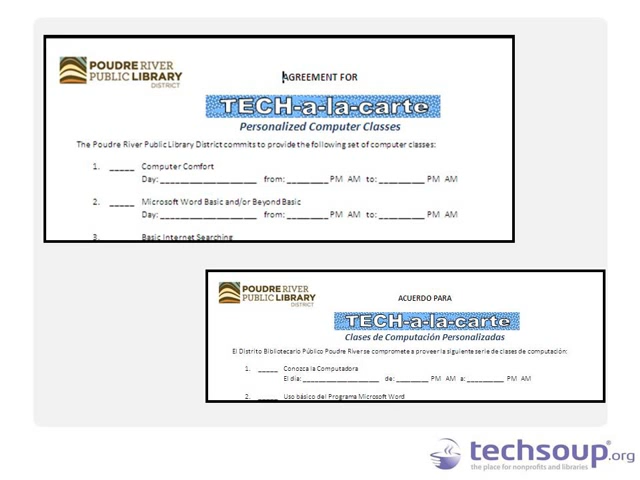 POUDRE RIVER
PUBLIC LIBRARY
DISTRICT
AGREEMENT FOR
TECH-a-la-carte
Personalized Computer Classes
The Poudre River Public Library District commits to provide the following set of computer classes:
1. _____ Computer Comfort
Day: ____________________ from: _________ PM AM to: _________ PM AM
2. _____ Microsoft Word Basic and/or Beyond Basic
Day: ____________________ from: _________ PM AM to: _________ PM AM
3. Basic Internet Searching
POUDRE RIVER
PUBLIC LIBRARY
DISTRICT
ACUERDO PARA
TECH-a-la-carte
Clases de Computación Personalizadas
El Distrito Bibliotecario Público Poudre River se compromete a proveer la siguiente serie de clases de computación:
1. _____ Conozca la Computadora
El día: ____________________ de: _________ PM AM a: _________ PM AM
2. _____ Uso básico del Programa Microsoft Word
techsoup®.org
the place for nonprofits and libraries